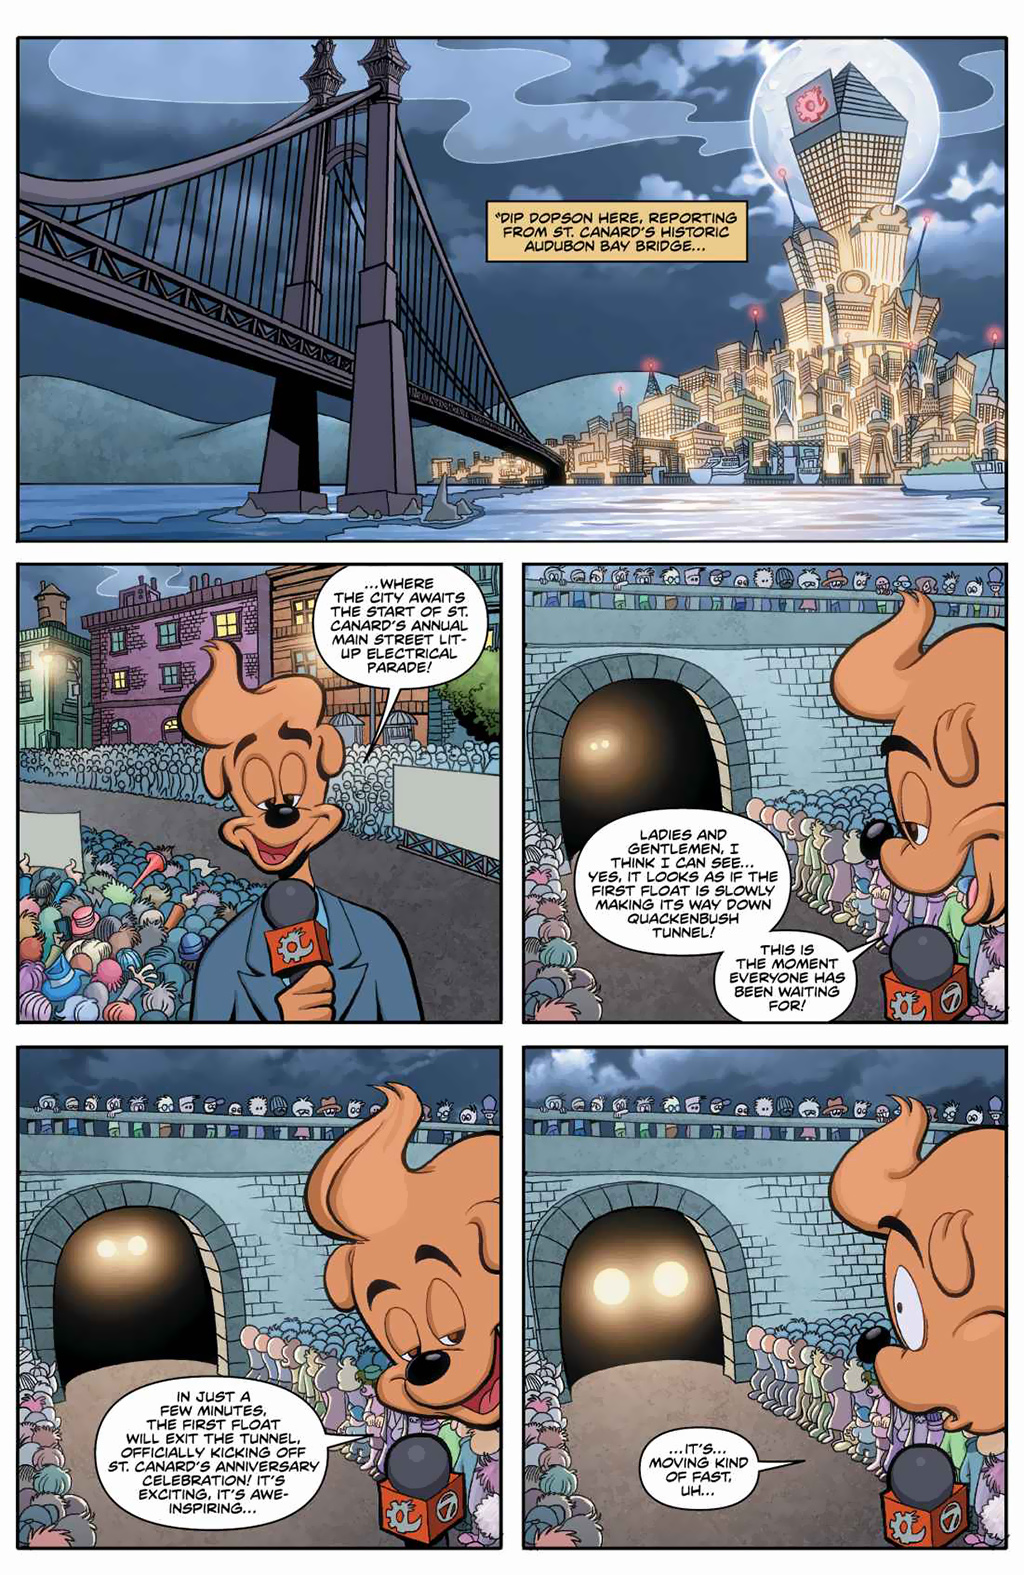 "DIP DOPSON HERE, REPORTING
FROM ST. CANARD'S HISTORIC
AUDUBON BAY BRIDGE...
...WHERE
THE CITY AWAITS
THE START OF ST.
CANARD'S ANNUAL
MAIN STREET LIT-
UP ELECTRICAL
PARADE!
LADIES AND
GENTLEMEN, I
THINK I CAN SEE...
YES, IT LOOKS AS IF THE
FIRST FLOAT IS SLOWLY
MAKING ITS WAY DOWN
QUACKENBUSH
TUNNEL!
THIS IS
THE MOMENT
EVERYONE HAS
BEEN WAITING
FOR!
7
IN JUST A
FEW MINUTES,
THE FIRST FLOAT
WILL EXIT THE TUNNEL,
OFFICIALLY KICKING OFF
ST. CANARD'S ANNIVERSARY
CELEBRATION! IT'S
EXCITING, IT'S AWE-
INSPIRING...
7
...IT'S...
MOVING KIND
OF FAST,
UH...
7